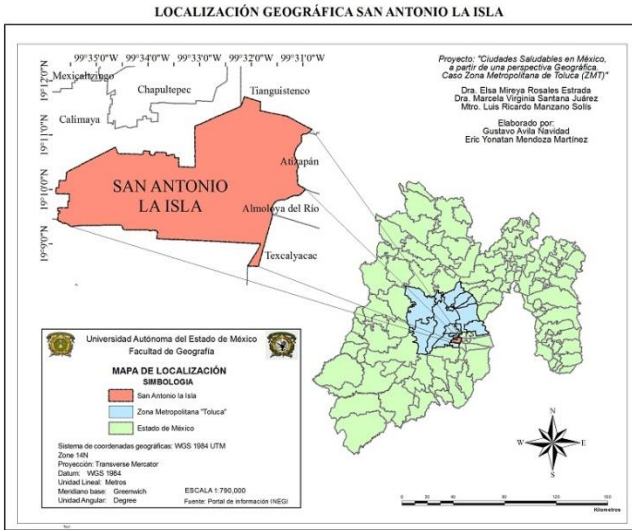 LOCALIZACIÓN GEOGRÁFICA SAN ANTONIO LA ISLA
99°35'0"W 99°34'0"W 99°33'0"W 99°32'0"W 99°31'0"W
19°12'0"N
19°11'0"N
19°10'0"N
19°9'0"N
Mexicaltzingo
Chapultepec
Tianguistenco
Calimaya
Atizapán
SAN ANTONIO
LA ISLA
Almoloya del Río
Texcalyacac
Proyecto: "Ciudades Saludables en México,
a partir de una perspectiva Geográfica.
Caso Zona Metropolitana de Toluca (ZMT)"
Dra. Elsa Mireya Rosales Estrada
Dra. Marcela Virginia Santana Juárez
Mtro. Luis Ricardo Manzano Solís
Elaborado por:
Gustavo Avila Navidad
Eric Yonatan Mendoza Martínez
Universidad Autónoma del Estado de México
Facultad de Geografía
MAPA DE LOCALIZACIÓN
SIMBOLOGIA
San Antonio la Isla
Zona Metropolitana "Toluca"
Estado de México
Sistema de coordenadas geográficas: WGS 1984 UTM
Zone 14N
Proyección: Transverse Mercator
Datum: WGS 1984
Unidad Lineal: Metros
Meridiano base: Greenwich
Unidad Angular: Degree
ESCALA 1:790,000
Fuente: Portal de información INEGI
N
W E
S
Kilometros